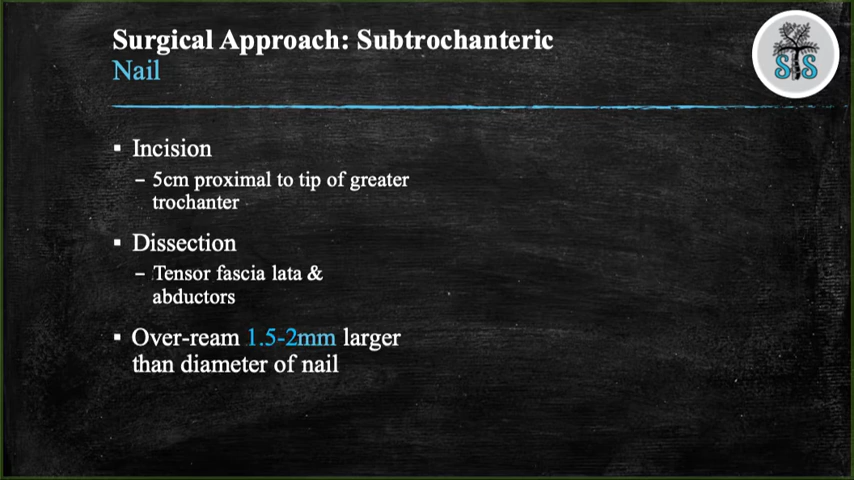 Surgical Approach: Subtrochanteric
Nail
STS
▪ Incision
– 5cm proximal to tip of greater
trochanter
▪ Dissection
– Tensor fascia lata &
abductors
▪ Over-ream 1.5-2mm larger
than diameter of nail